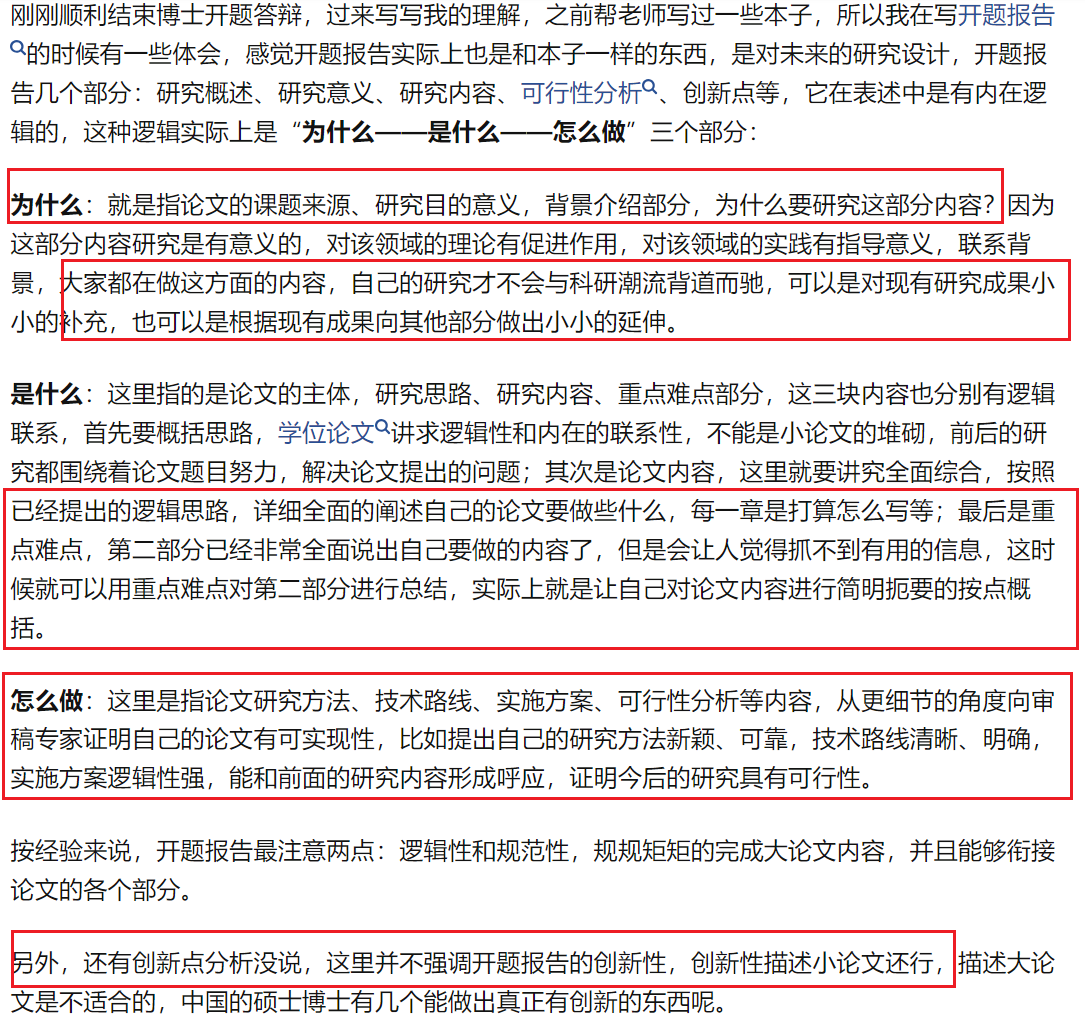 刚刚顺利结束博士开题答辩，过来写写我的理解，之前帮老师写过一些本子，所以我在写开题报告
的时候有一些体会，感觉开题报告实际上也是和本子一样的东西，是对未来的研究设计，开题报
告几个部分：研究概述、研究意义、研究内容、可行性分析、创新点等，它在表述中是有内在逻
辑的，这种逻辑实际上是“为什么——是什么——怎么做”三个部分：
为什么：就是指论文的课题来源、研究目的意义，背景介绍部分，为什么要研究这部分内容？因为
这部分内容研究是有意义的，对该领域的理论有促进作用，对该领域的实践有指导意义，联系背
景，大家都在做这方面的内容，自己的研究才不会与科研潮流背道而驰，可以是对现有研究成果小
小的补充，也可以是根据现有成果向其他部分做出小小的延伸。
是什么：这里指的是论文的主体，研究思路、研究内容、重点难点部分，这三块内容也分别有逻辑
联系，首先要概括思路，学位论文讲求逻辑性和内在的联系性，不能是小论文的堆砌，前后的研
究都围绕着论文题目努力，解决论文提出的问题；其次是论文内容，这里就要讲究全面综合，按照
已经提出的逻辑思路，详细全面的阐述自己的论文要做些什么，每一章是打算怎么写等；最后是重
点难点，第二部分已经非常全面说出自己要做的内容了，但是会让人觉得抓不到有用的信息，这时
候就可以用重点难点对第二部分进行总结，实际上就是让自己对论文内容进行简明扼要的按点概
括。
怎么做：这里是指论文研究方法、技术路线、实施方案、可行性分析等内容，从更细节的角度向审
稿专家证明自己的论文有可实现性，比如提出自己的研究方法新颖、可靠，技术路线清晰、明确，
实施方案逻辑性强，能和前面的研究内容形成呼应，证明今后的研究具有可行性。
按经验来说，开题报告最注意两点：逻辑性和规范性，规规矩矩的完成大论文内容，并且能够衔接
论文的各个部分。
另外，还有创新点分析没说，这里并不强调开题报告的创新性，创新性描述小论文还行，描述大论
文是不适合的，中国的硕士博士有几个能做出真正有创新的东西呢。